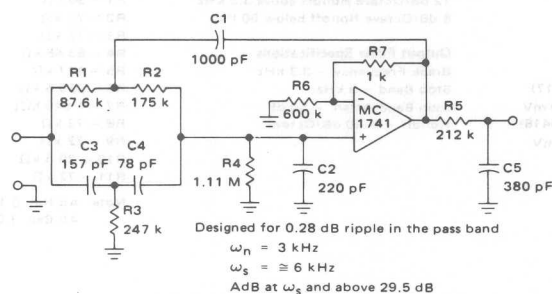 C1
1000 pF
R1
87.6 k
R2
175 k
R7
1 k
R6
600 k
MC
1741
−
+
R5
212 k
C3
157 pF
C4
78 pF
R4
1.11 M
C2
220 pF
C5
380 pF
R3
247 k
Designed for 0.28 dB ripple in the pass band
ωn = 3 kHz
ωs = ≅ 6 kHz
AdB at ωs and above 29.5 dB